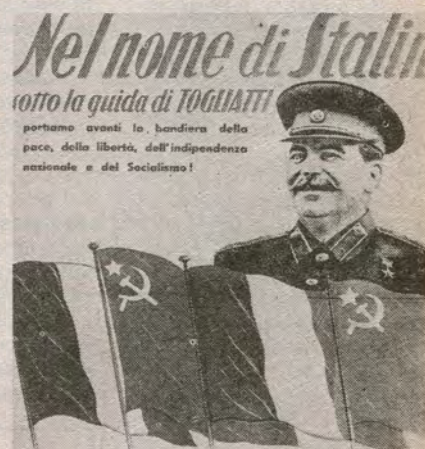 Nel nome di Stalin
sotto la guida di TOGLIATTI
portiamo avanti la bandiera della
pace, della libertà, dell'indipendenza
nazionale e del Socialismo!